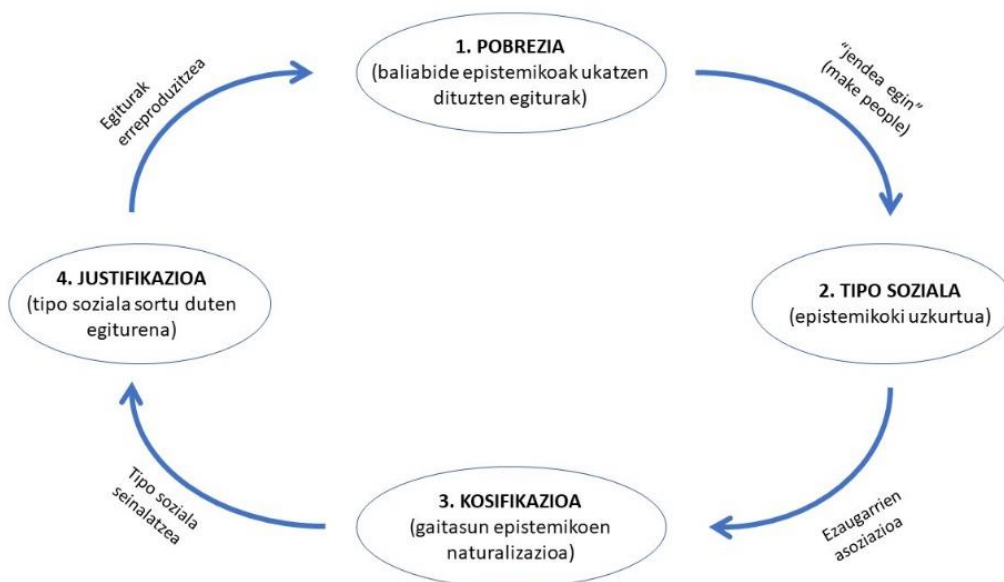 1. POBREZIA
(baliabide epistemikoak ukatzen
dituzten egiturak)
“jendea egin”
(make people)
2. TIPO SOZIALA
(epistemikoki uzkurtua)
Ezaugarrien
asoziazioa
3. KOSIFIKAZIOA
(gaitasun epistemikoen
naturalizazioa)
Tipo soziala
seinalatzea
4. JUSTIFIKAZIOA
(tipo soziala sortu duten
egiturena)
Egiturak
erreproduzitzea